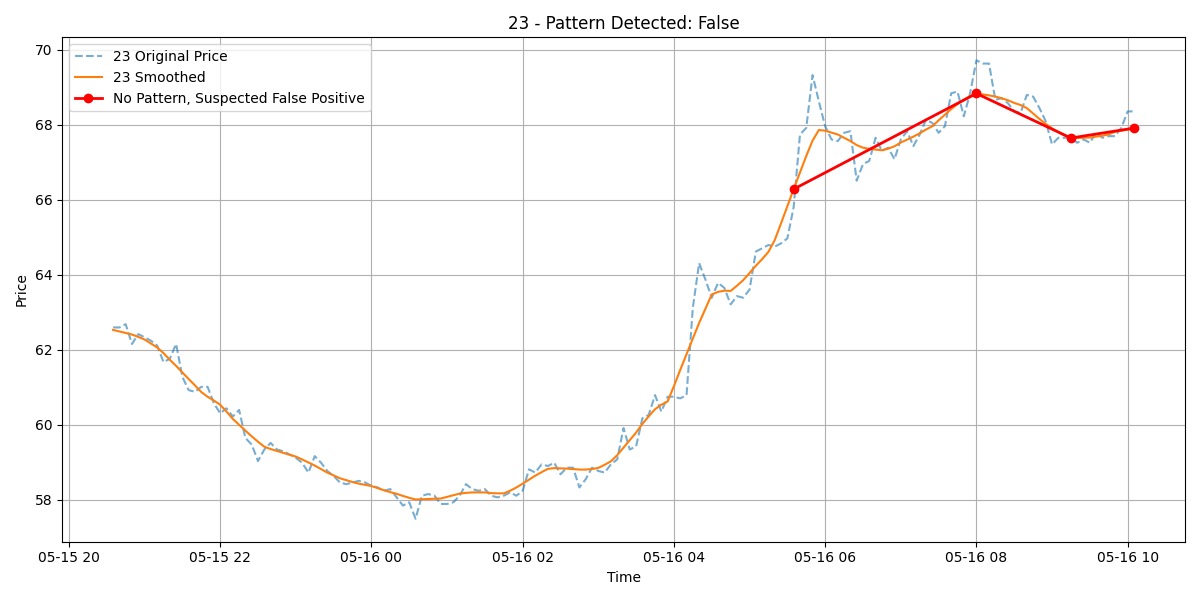 23 - Pattern Detected: False
23 Original Price
23 Smoothed
No Pattern, Suspected False Positive
Price
70
68
66
64
62
60
58
05-15 20 05-15 22 05-16 00 05-16 02 05-16 04 05-16 06 05-16 08 05-16 10
Time